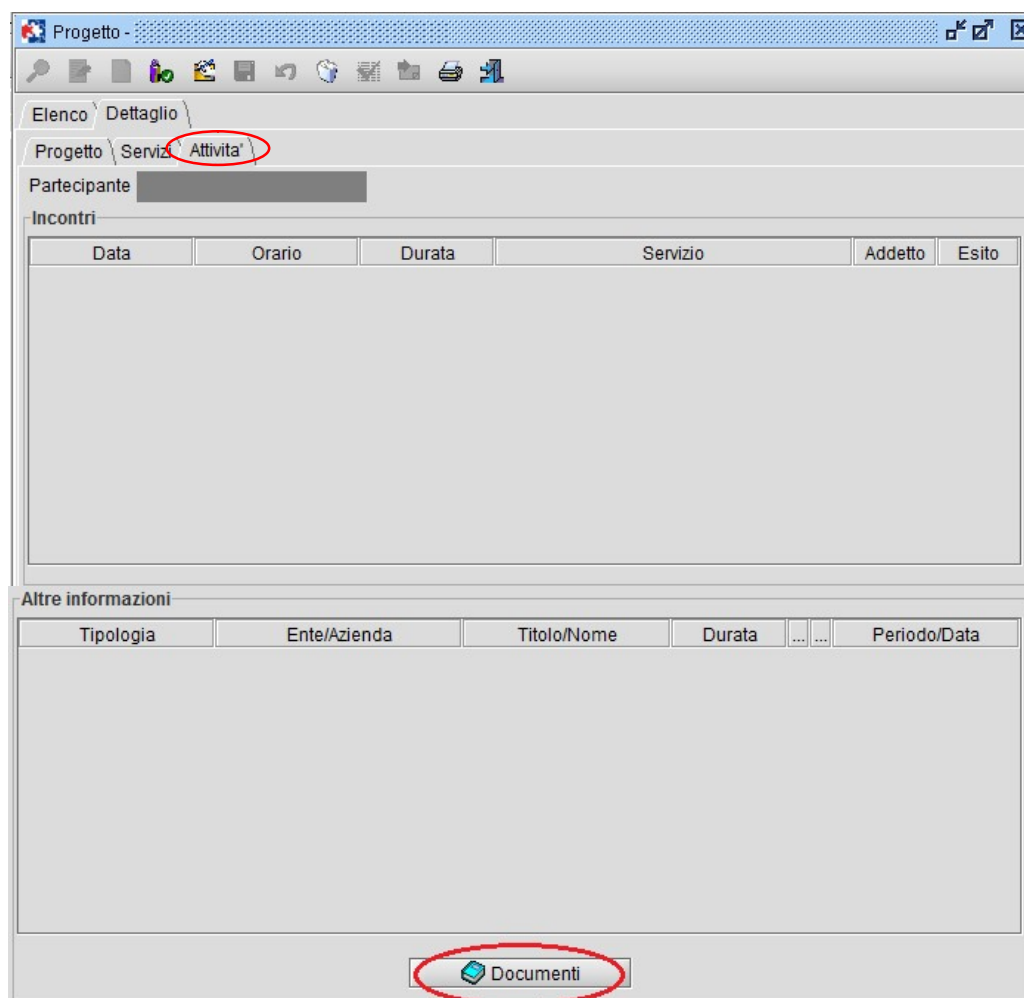 Progetto -
Elenco Dettaglio
Progetto Servizi Attivita'
Partecipante
Incontri
Data Orario Durata Servizio Addetto Esito
Altre informazioni
Tipologia Ente/Azienda Titolo/Nome Durata ... ... Periodo/Data
Documenti